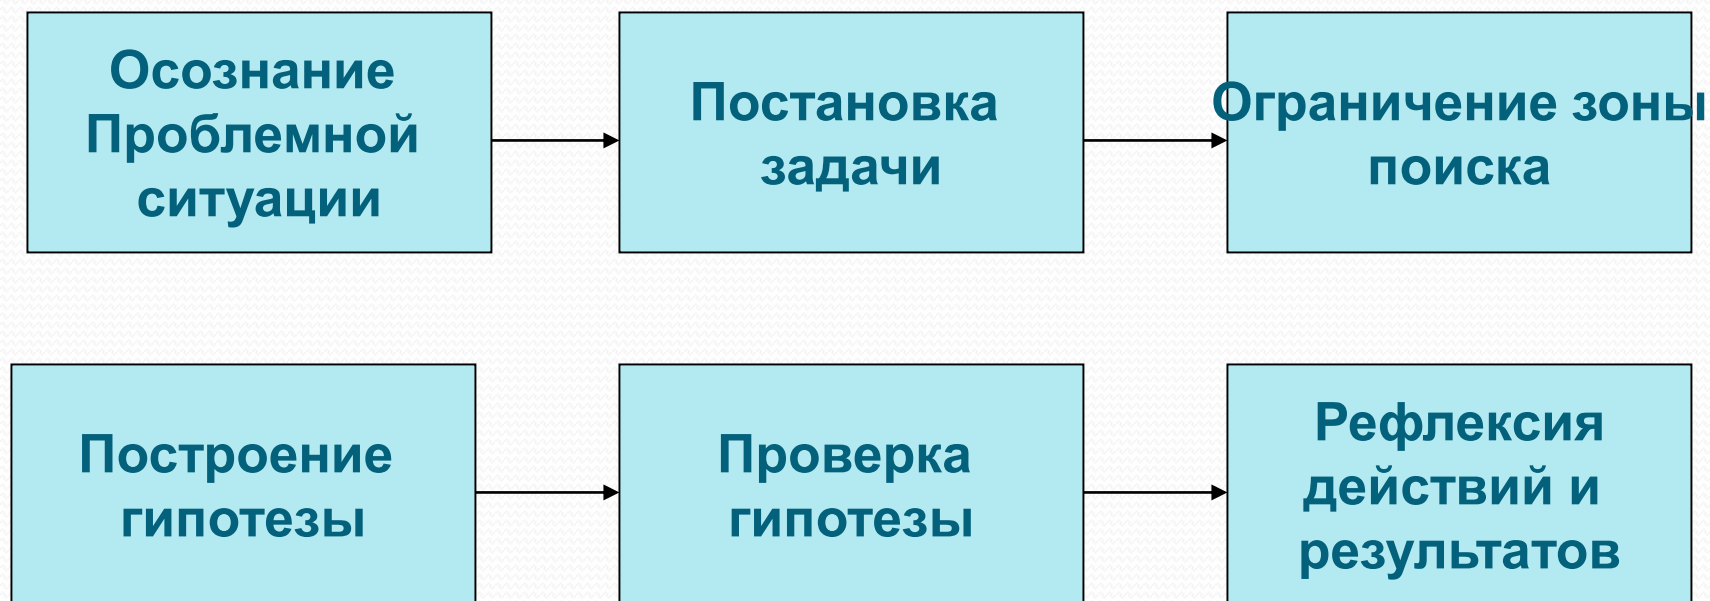 Осознание
Проблемной
ситуации
Постановка
задачи
Ограничение зоны
поиска
Построение
гипотезы
Проверка
гипотезы
Рефлексия
действий и
результатов